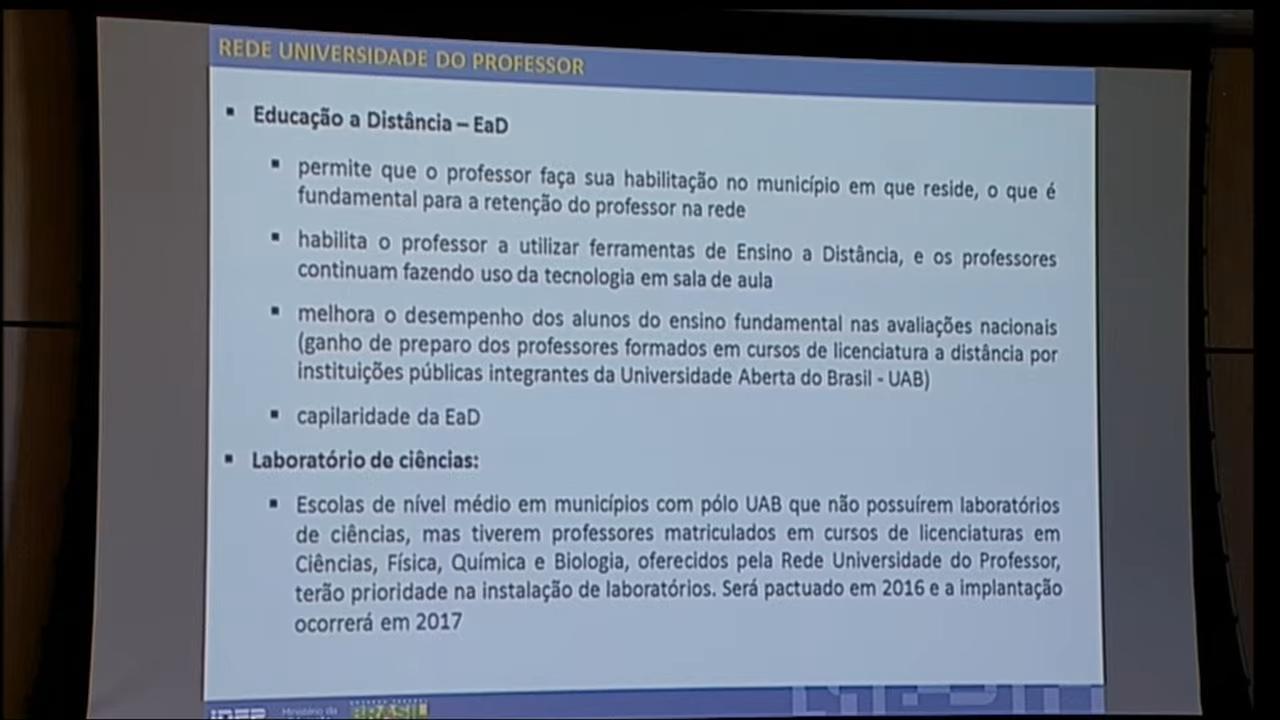 REDE UNIVERSIDADE DO PROFESSOR
▪ Educação a Distância – EaD
▪ permite que o professor faça sua habilitação no município em que reside, o que é
fundamental para a retenção do professor na rede
▪ habilita o professor a utilizar ferramentas de Ensino a Distância, e os professores
continuam fazendo uso da tecnologia em sala de aula
▪ melhora o desempenho dos alunos do ensino fundamental nas avaliações nacionais
(ganho de preparo dos professores formados em cursos de licenciatura a distância por
instituições públicas integrantes da Universidade Aberta do Brasil - UAB)
▪ capilaridade da EaD
▪ Laboratório de ciências:
▪ Escolas de nível médio em municípios com pólo UAB que não possuírem laboratórios
de ciências, mas tiverem professores matriculados em cursos de licenciaturas em
Ciências, Física, Química e Biologia, oferecidos pela Rede Universidade do Professor,
terão prioridade na instalação de laboratórios. Será pactuado em 2016 e a implantação
ocorrerá em 2017
Ministério da
BRASIL